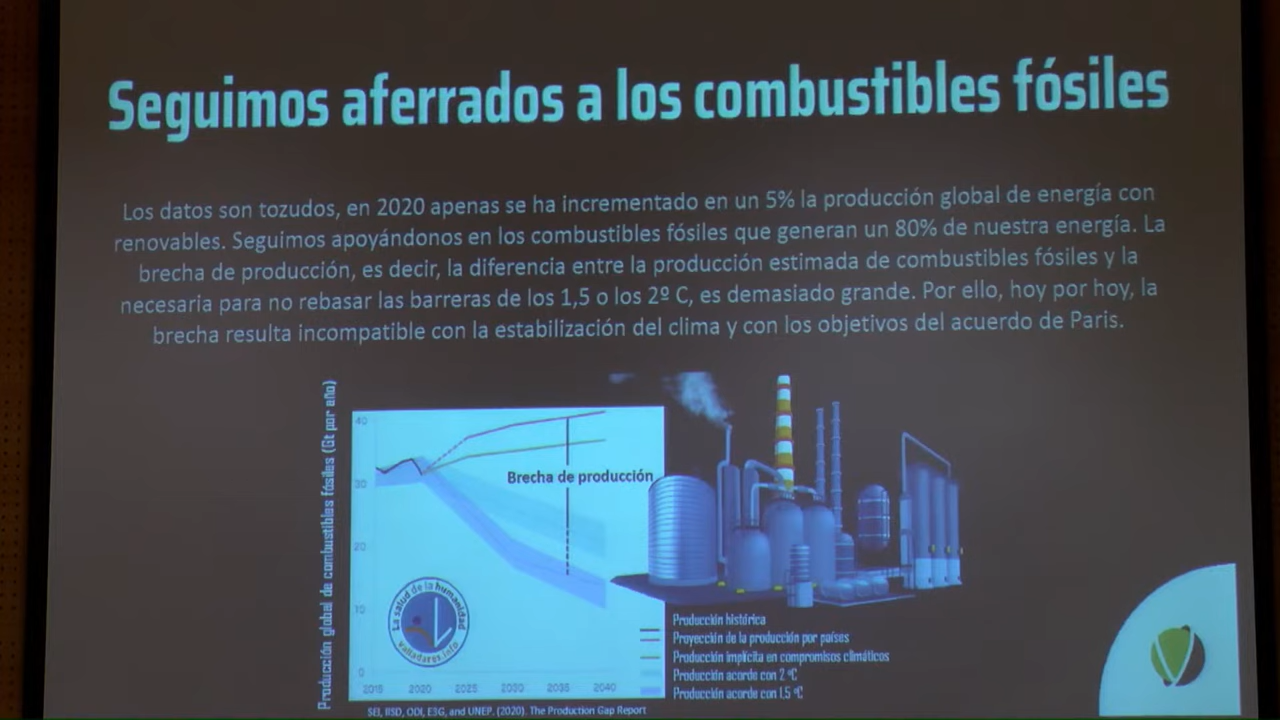 Seguimos aferrados a los combustibles fósiles
Los datos son tozudos, en 2020 apenas se ha incrementado en un 5% la producción global de energía con
renovables. Seguimos apoyándonos en los combustibles fósiles que generan un 80% de nuestra energía. La
brecha de producción, es decir, la diferencia entre la producción estimada de combustibles fósiles y la
necesaria para no rebasar las barreras de los 1,5 o los 2º C, es demasiado grande. Por ello, hoy por hoy, la
brecha resulta incompatible con la estabilización del clima y con los objetivos del acuerdo de Paris.
Producción global de combustibles fósiles (Gt por año)
40
30
20
10
0
2015 2020 2025 2030 2035 2040
Brecha de producción
La salud de la humanidad
valladares.info
Producción histórica
Proyección de la producción por países
Producción implícita en compromisos climáticos
Producción acorde con 2 ºC
Producción acorde con 1,5 ºC
SEI, IISD, ODI, E3G, and UNEP. (2020). The Production Gap Report